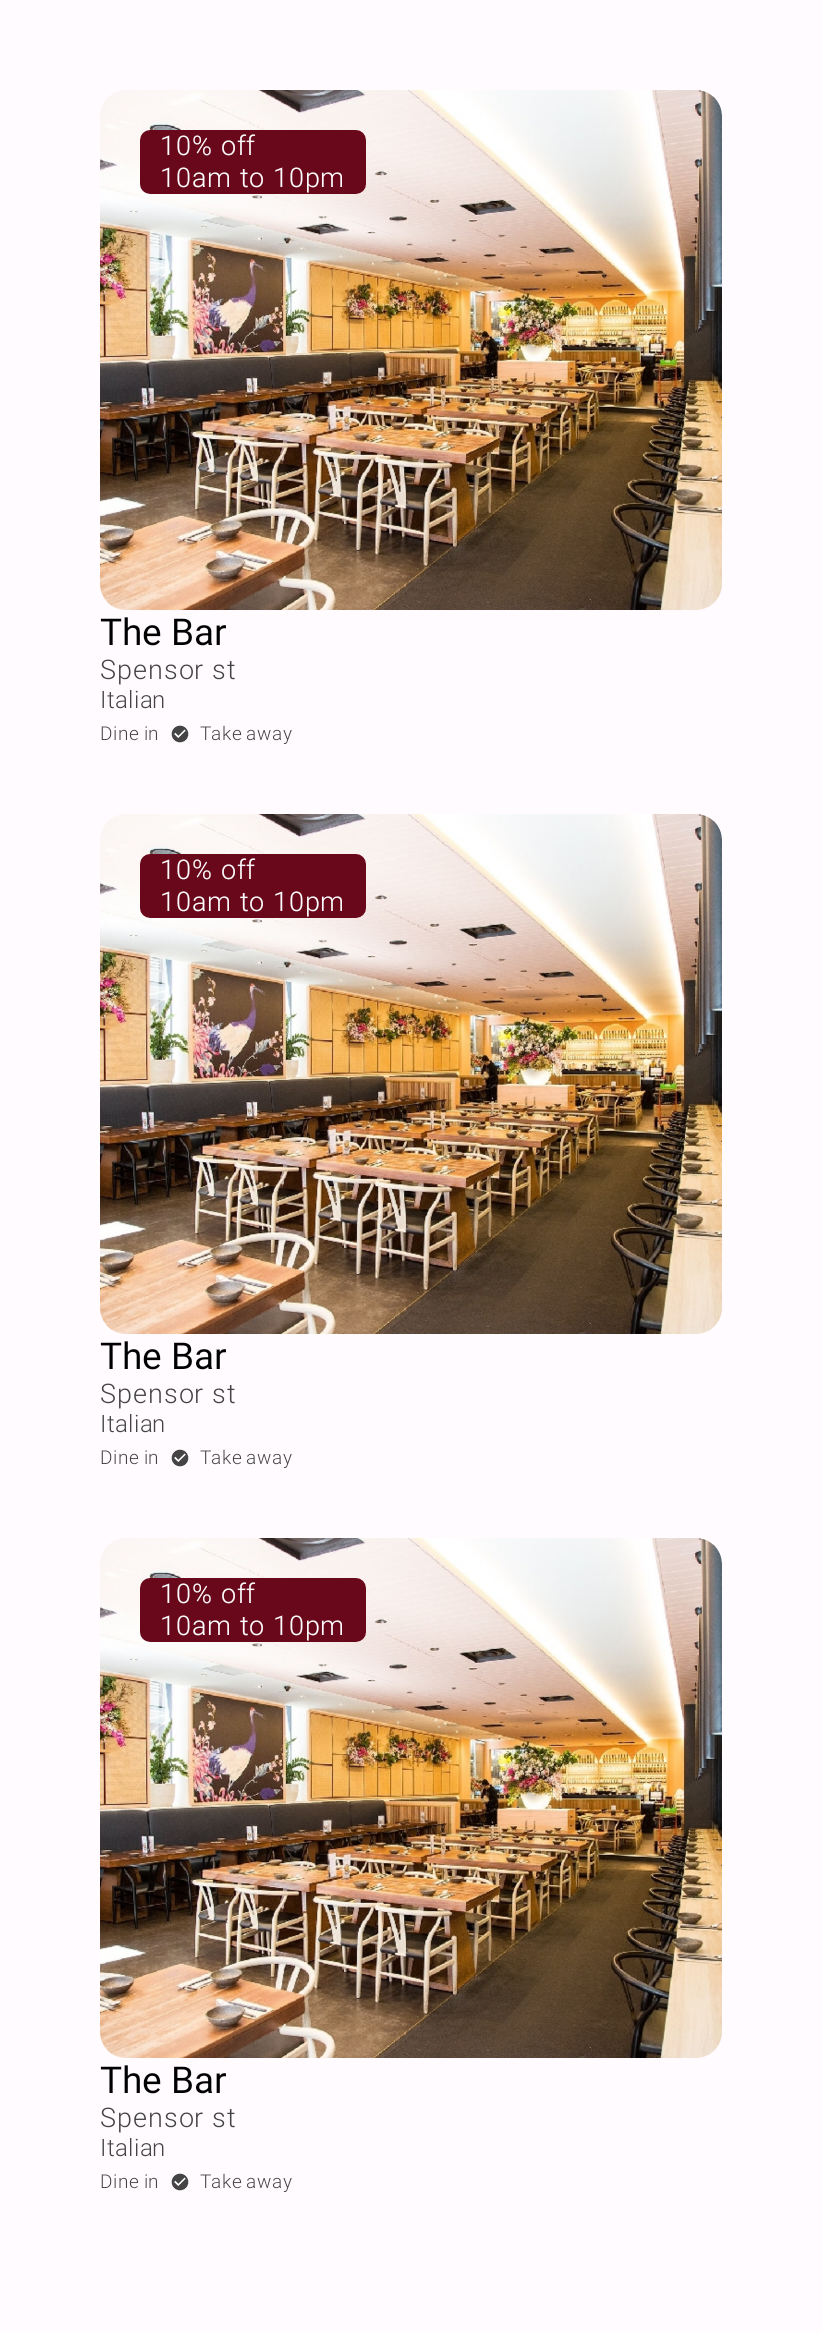 10% off
10am to 10pm
The Bar
Spensor st
Italian
Dine in Take away
10% off
10am to 10pm
The Bar
Spensor st
Italian
Dine in Take away
10% off
10am to 10pm
The Bar
Spensor st
Italian
Dine in Take away